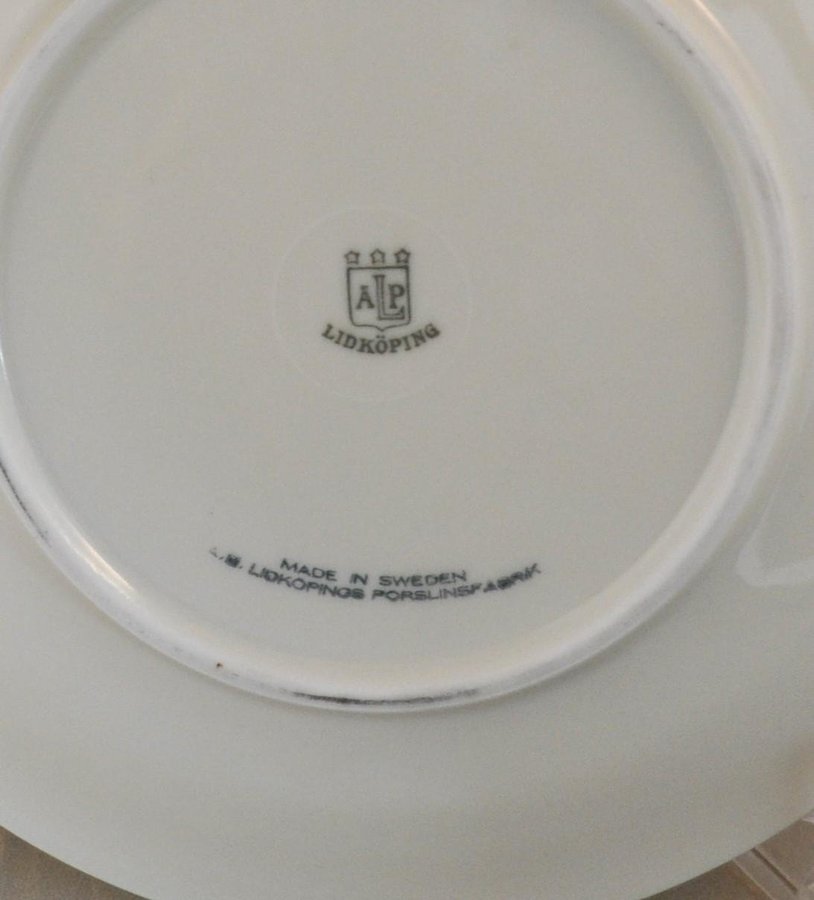 ALP
LIDKÖPING
MADE IN SWEDEN
A.B. LIDKÖPINGS PORSLINSFABRIK